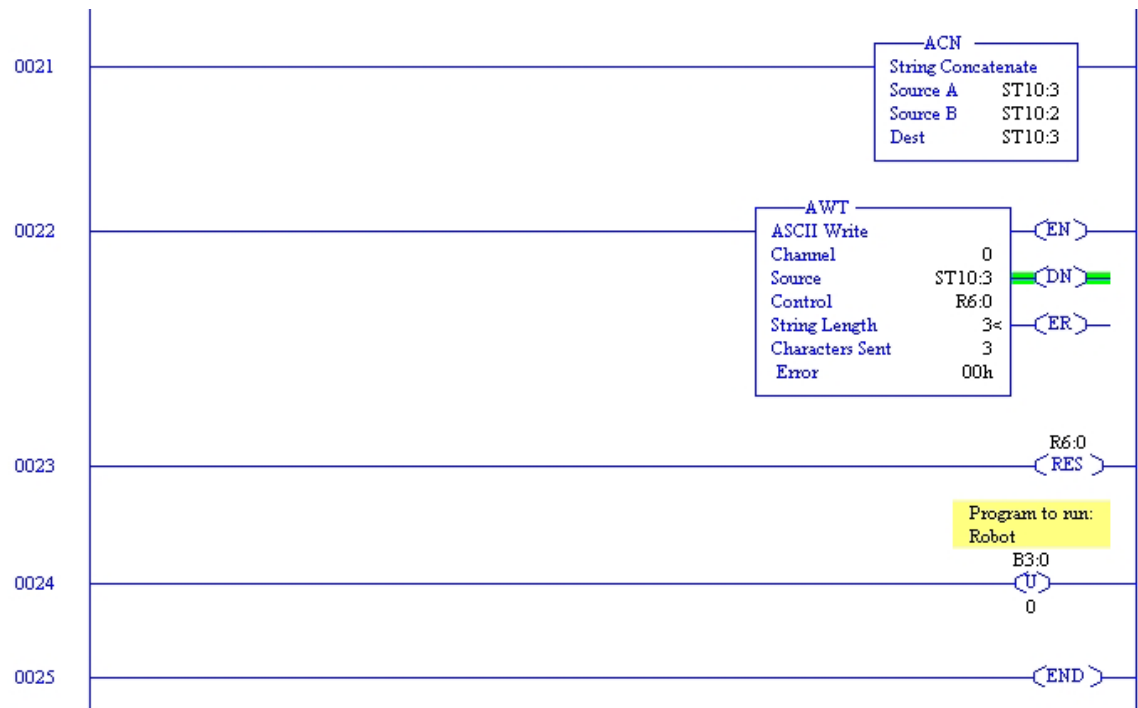 ACN
0021
String Concatenate
Source A ST10:3
Source B ST10:2
Dest ST10:3
AWT
0022
ASCII Write
EN
Channel 0
Source ST10:3
DN
Control R6:0
String Length 3<
ER
Characters Sent 3
Error 00h
R6:0
0023
RES
Program to run:
Robot
B3:0
0024
U
0
0025
END